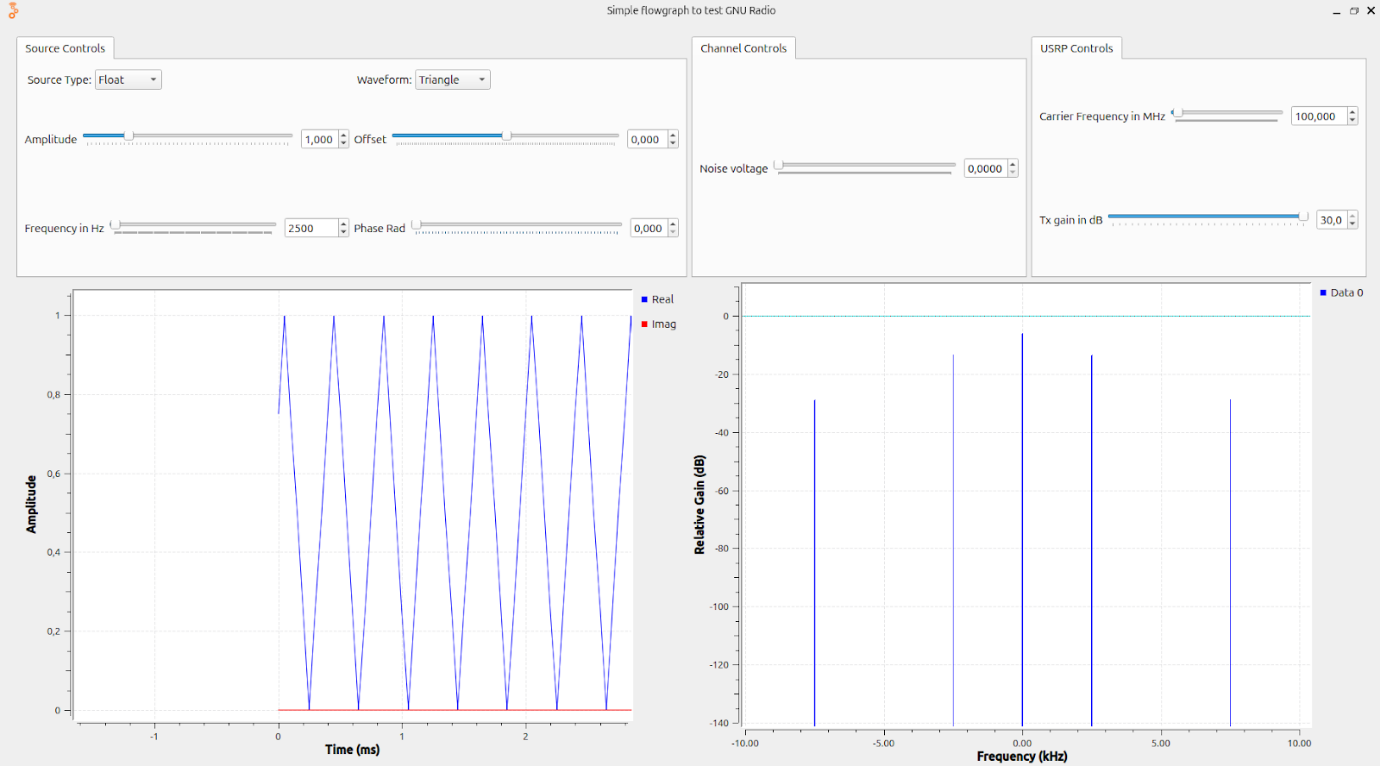 Simple flowgraph to test GNU Radio
Source Controls
Source Type: Float
Waveform: Triangle
Amplitude 1,000
Offset 0,000
Frequency in Hz 2500
Phase Rad 0,000
Channel Controls
Noise voltage 0,0000
USRP Controls
Carrier Frequency in MHz 100,000
Tx gain in dB 30,0
Real
Imag
Amplitude
1
0,8
0,6
0,4
0,2
0
-1 0 1 2
Time (ms)
Data 0
Relative Gain (dB)
0
-20
-40
-60
-80
-100
-120
-140
-10.00 -5.00 0.00 5.00 10.00
Frequency (kHz)